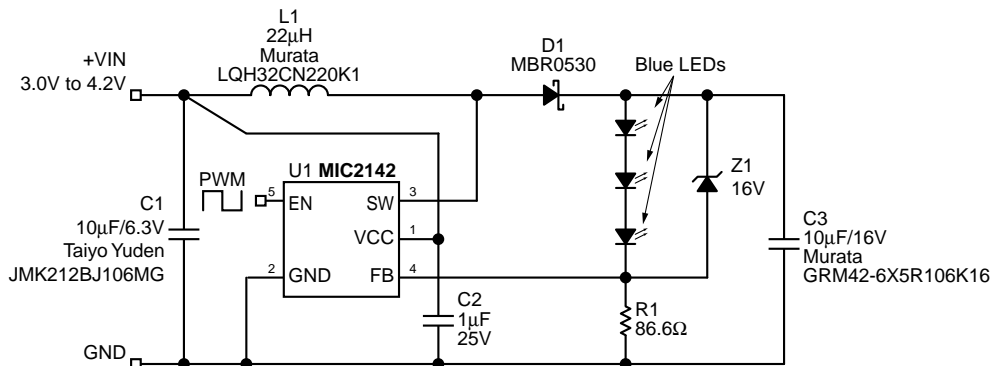 L1
22µH
Murata
LQH32CN220K1
+VIN
3.0V to 4.2V
D1
MBR0530
Blue LEDs
U1 MIC2142
PWM
5
EN
SW
3
VCC
1
2
GND
FB
4
C1
10µF/6.3V
Taiyo Yuden
JMK212BJ106MG
Z1
16V
C3
10µF/16V
Murata
GRM42-6X5R106K16
C2
1µF
25V
R1
86.6Ω
GND